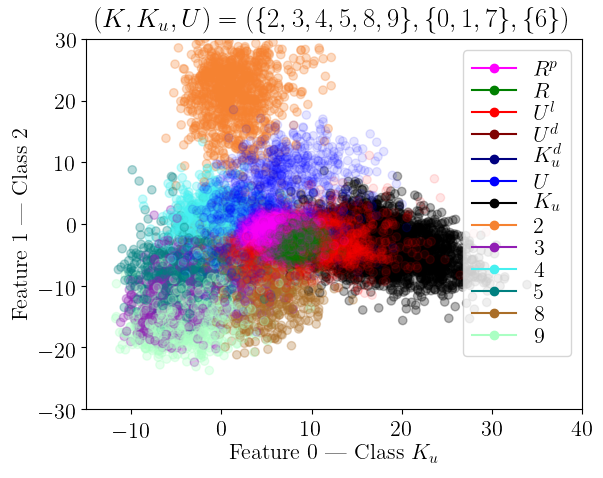 (K, K_u, U) = ({2, 3, 4, 5, 8, 9}, {0, 1, 7}, {6})
30
20
10
0
−10
−20
−30
Feature 1 — Class 2
R^p
R
U^l
U^d
K_u^d
U
K_u
2
3
4
5
8
9
−10
0
10
20
30
40
Feature 0 — Class K_u